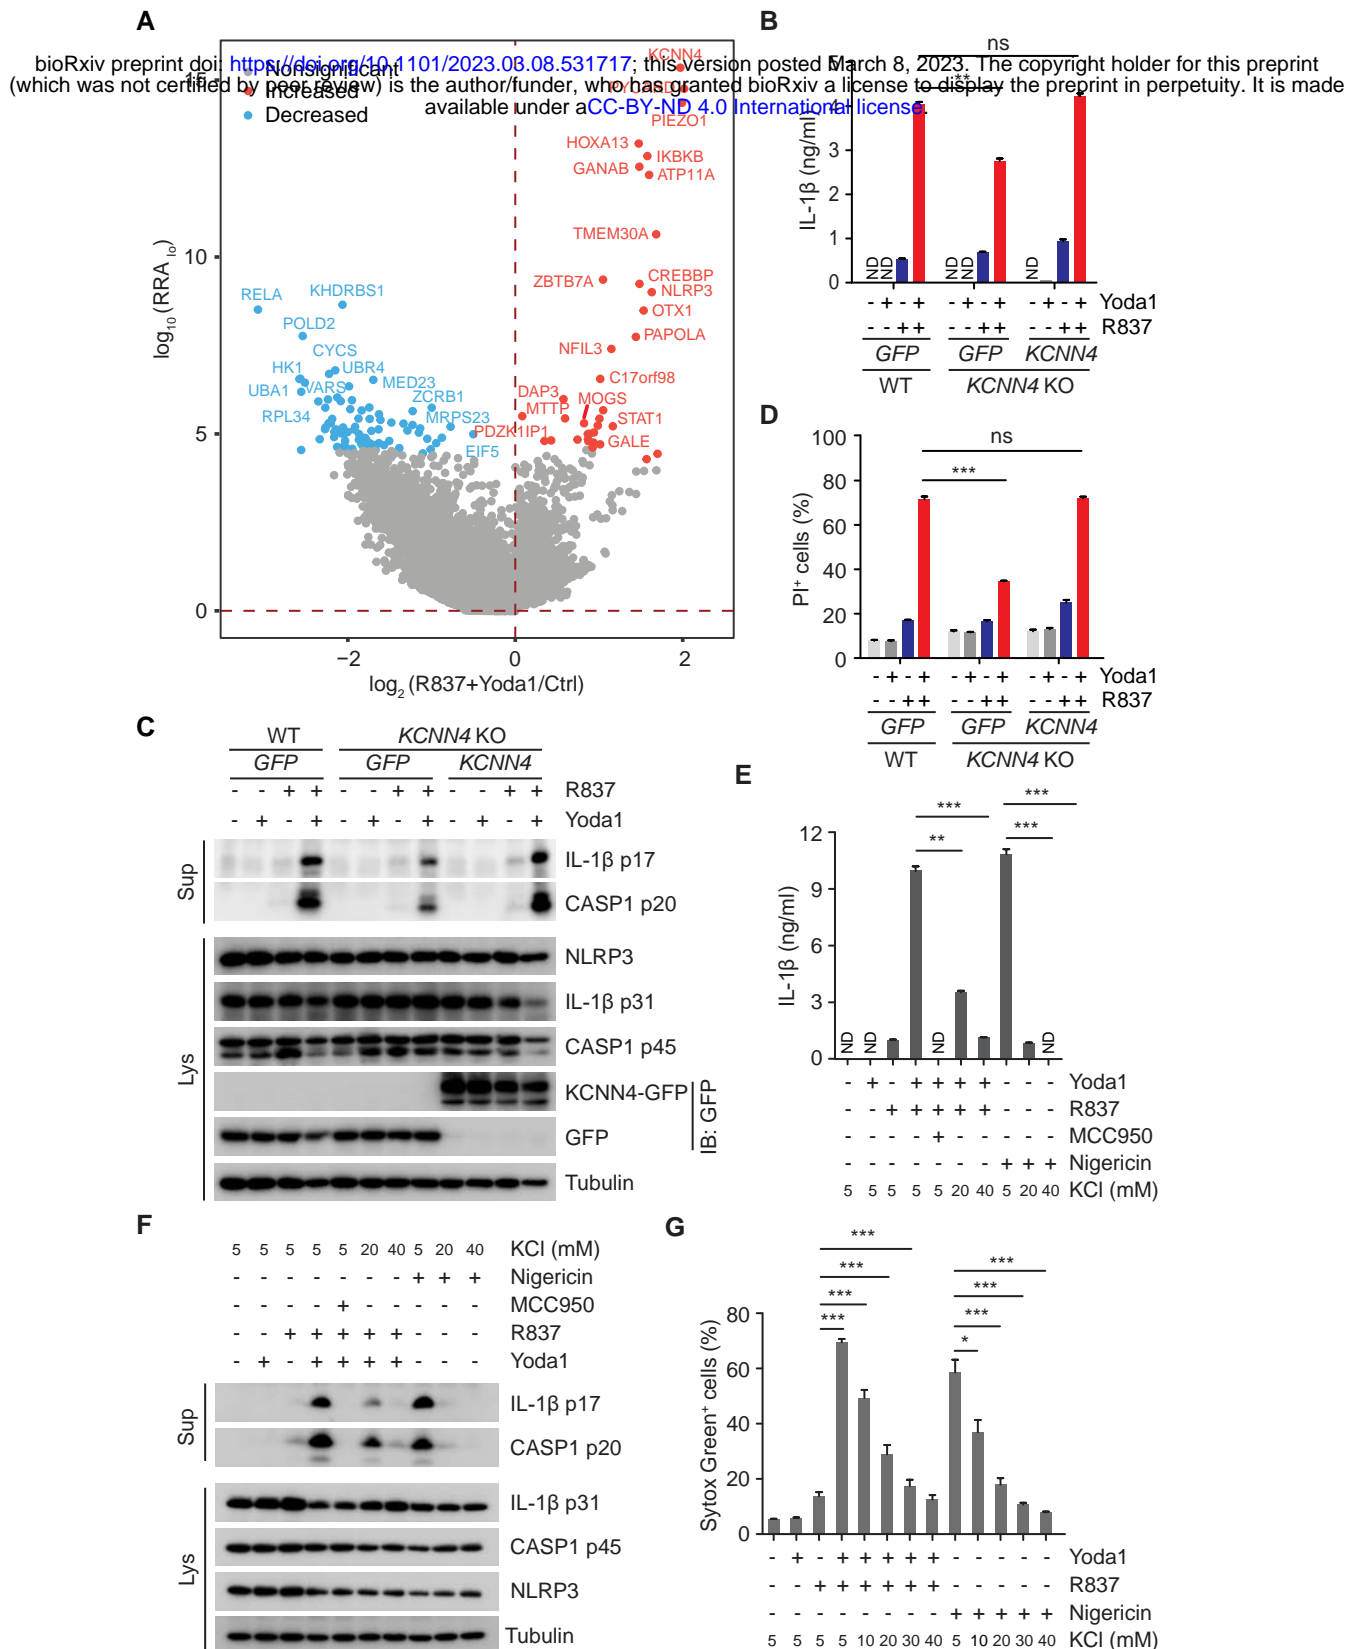 A
B
bioRxiv preprint doi: https://doi.org/10.1101/2023.03.08.531717; this version posted March 8, 2023. The copyright holder for this preprint
(which was not certified by peer review) is the author/funder, who has granted bioRxiv a license to display the preprint in perpetuity. It is made
available under aCC-BY-ND 4.0 International license.
Nonsignificant
Increased
Decreased
KCNN4
PIEZO1
HOXA13
IKBKB
GANAB
ATP11A
TMEM30A
ZBTB7A
CREBBP
NLRP3
OTX1
PAPOLA
NFIL3
C17orf98
DAP3
MOGS
MTTP
STAT1
PDZK1IP1
GALE
RELA
KHDRBS1
POLD2
CYCS
HK1
UBR4
UBA1
VARS
MED23
ZCRB1
RPL34
MRPS23
EIF5
15
10
5
0
−2 0 2
log10 (RRA lo)
log2 (R837+Yoda1/Ctrl)
ns
**
IL-1β (ng/ml)
5
4
3
2
1
0
ND ND ND ND ND
- + - + - + - + - + - + Yoda1
- - + + - - + + - - + + R837
GFP GFP KCNN4
WT KCNN4 KO
D
ns
***
PI+ cells (%)
100
80
60
40
20
0
- + - + - + - + - + - + Yoda1
- - + + - - + + - - + + R837
GFP GFP KCNN4
WT KCNN4 KO
C
WT KCNN4 KO
GFP GFP KCNN4
- - + + - - + + - - + + R837
- + - + - + - + - + - + Yoda1
Sup
IL-1β p17
CASP1 p20
Lys
NLRP3
IL-1β p31
CASP1 p45
KCNN4-GFP
GFP
IB: GFP
Tubulin
E
***
**
***
***
IL-1β (ng/ml)
12
9
6
3
0
ND ND ND ND
- + - + + + + - - - Yoda1
- - + + + + + - - - R837
- - - - + - - - - - MCC950
- - - - - - - + + + Nigericin
5 5 5 5 5 20 40 5 20 40 KCl (mM)
F
5 5 5 5 5 20 40 5 20 40 KCl (mM)
- - - - - - - + + + Nigericin
- - - - + - - - - - MCC950
- - + + + + + - - - R837
- + - + + + + - - - Yoda1
Sup
IL-1β p17
CASP1 p20
Lys
IL-1β p31
CASP1 p45
NLRP3
Tubulin
G
***
***
***
***
***
***
***
*
Sytox Green+ cells (%)
80
60
40
20
0
- + - + + + + + - - - - - Yoda1
- - + + + + + + - - - - - R837
- - - - - - - - + + + + + Nigericin
5 5 5 5 10 20 30 40 5 10 20 30 40 KCl (mM)